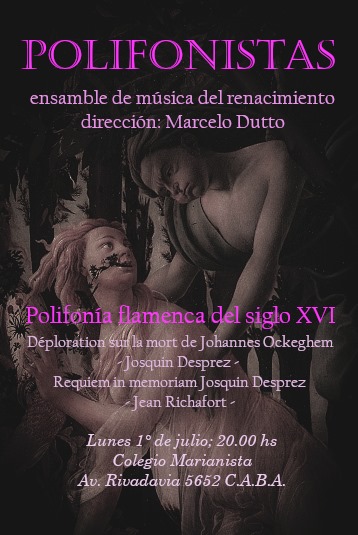 POLIFONISTAS
ensamble de música del renacimiento
dirección: Marcelo Dutto
Polifonía flamenca del siglo XVI
Déploration sur la mort de Johannes Ockeghem
- Josquin Desprez -
Requiem in memoriam Josquin Desprez
- Jean Richafort -
Lunes 1° de julio; 20.00 hs
Colegio Marianista
Av. Rivadavia 5652 C.A.B.A.